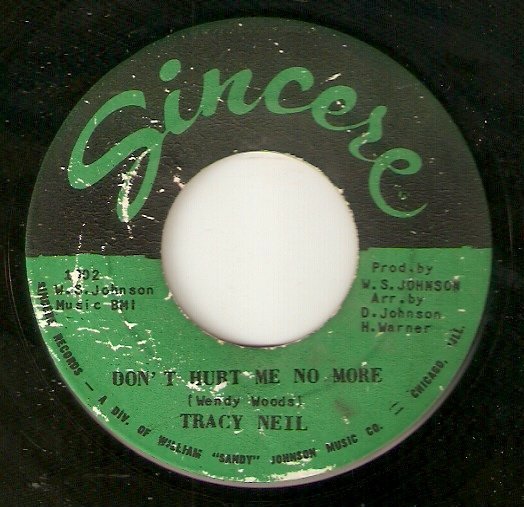 Sincere
1002
W.S.Johnson
Music BMI
Prod.by
W.S.JOHNSON
Arr.by
D.Johnson
H.Warner
DON'T HURT ME NO MORE
(Wendy Woods)
TRACY NEIL
SINCERE RECORDS — A DIV. OF WILLIAM "SANDY" JOHNSON MUSIC CO. — CHICAGO, ILL.